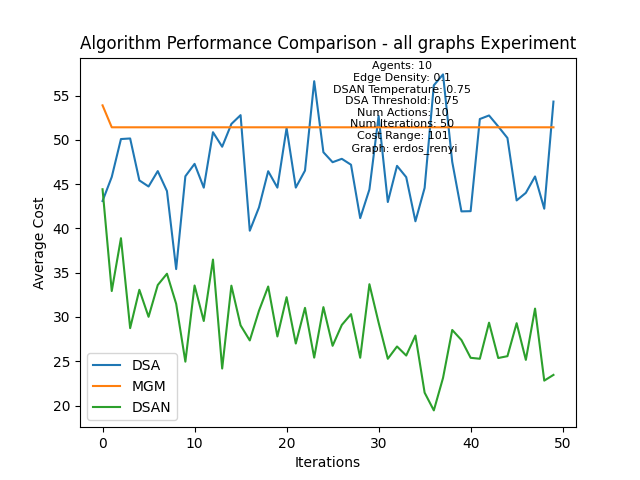 Algorithm Performance Comparison - all graphs Experiment
Agents: 10
Edge Density: 0.1
DSAN Temperature: 0.75
DSA Threshold: 0.75
Num Actions: 10
Num Iterations: 50
Cost Range: 101
Graph: erdos_renyi
Average Cost
55
50
45
40
35
30
25
20
DSA
MGM
DSAN
0
10
20
30
40
50
Iterations